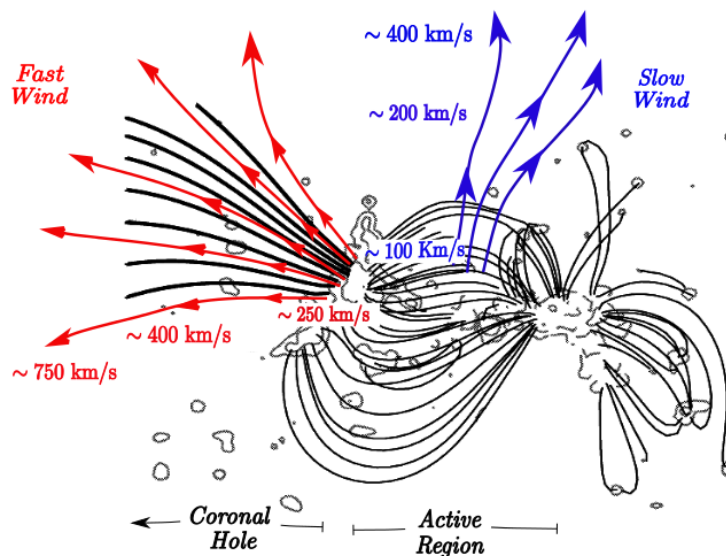 ~ 400 km/s
Fast
Wind
Slow
Wind
~ 200 km/s
~ 100 Km/s
~ 250 km/s
~ 400 km/s
~ 750 km/s
Coronal
Hole
Active
Region